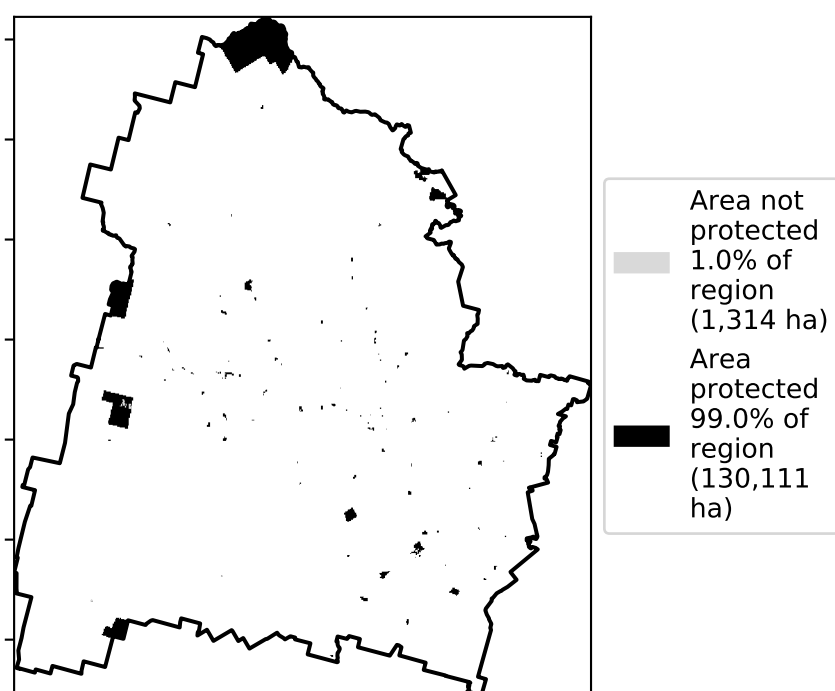 Area not
protected
1.0% of
region
(1,314 ha)
Area
protected
99.0% of
region
(130,111
ha)